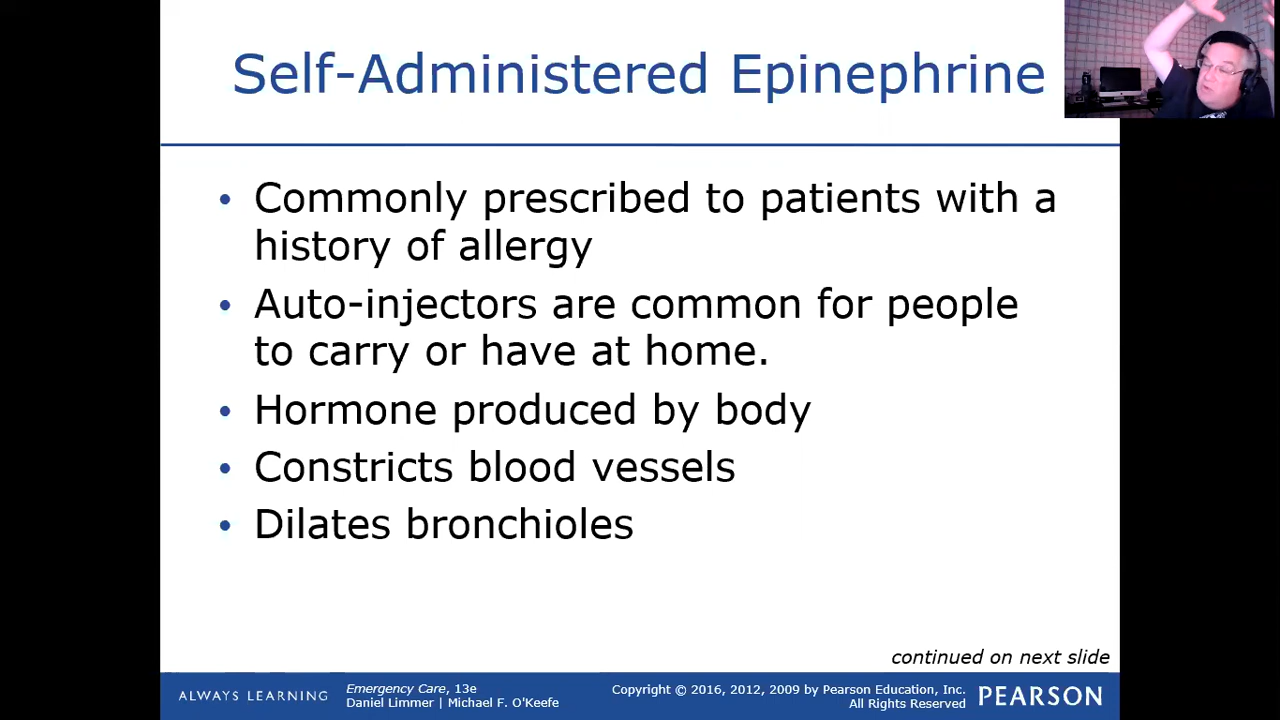 Self-Administered Epinephrine
• Commonly prescribed to patients with a
history of allergy
• Auto-injectors are common for people
to carry or have at home.
• Hormone produced by body
• Constricts blood vessels
• Dilates bronchioles
continued on next slide
ALWAYS LEARNING
Emergency Care, 13e
Daniel Limmer | Michael F. O'Keefe
Copyright © 2016, 2012, 2009 by Pearson Education, Inc.
All Rights Reserved
PEARSON